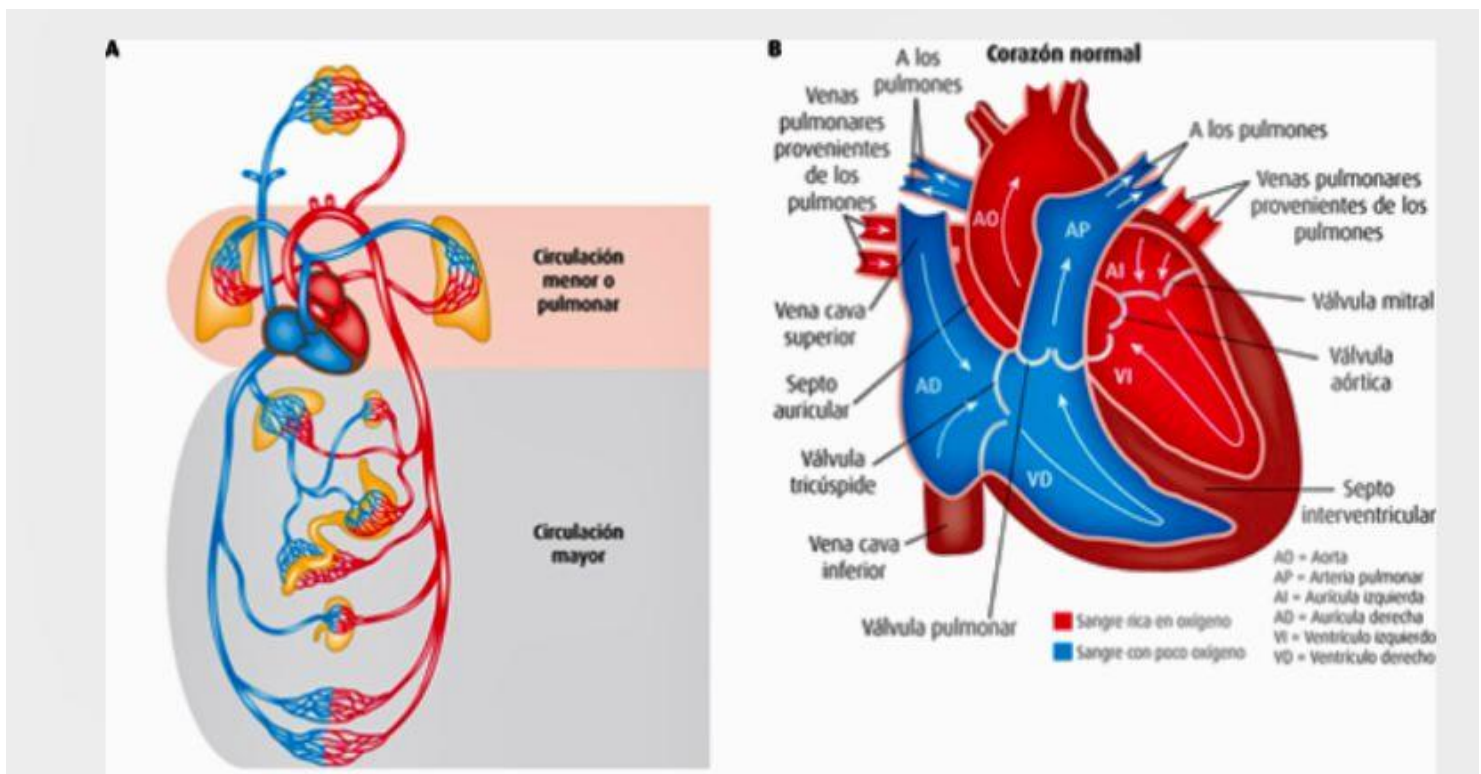 A
Circulación
menor o
pulmonar
Circulación
mayor
B
Corazón normal
A los
pulmones
Venas
pulmonares
provenientes
de los
pulmones
A los pulmones
Venas pulmonares
provenientes de los
pulmones
AO
AP
AI
Válvula mitral
Vena cava
superior
Válvula
aórtica
Septo
auricular
AD
VI
Válvula
tricúspide
VD
Septo
interventricular
Vena cava
inferior
Válvula pulmonar
Sangre rica en oxígeno
Sangre con poco oxígeno
AO = Aorta
AP = Arteria pulmonar
AI = Aurícula izquierda
AD = Aurícula derecha
VI = Ventrículo izquierdo
VD = Ventrículo derecho